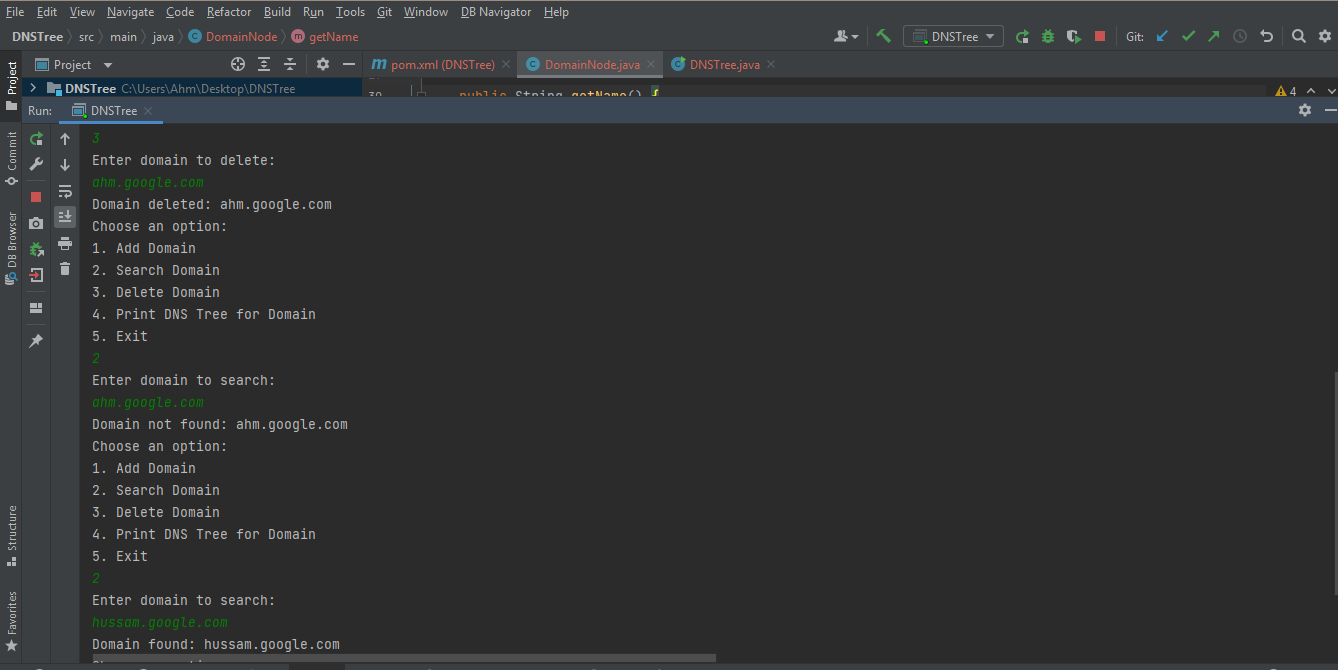 File Edit View Navigate Code Refactor Build Run Tools Git Window DB Navigator Help
DNSTree src main java DomainNode getName DNSTree Git:
Project pom.xml (DNSTree) DomainNode.java DNSTree.java
DNSTree C:\Users\Ahm\Desktop\DNSTree 39 public String getName() { 4
Run: DNSTree
Project
Commit
DB Browser
Structure
Favorites
3
Enter domain to delete:
ahm.google.com
Domain deleted: ahm.google.com
Choose an option:
1. Add Domain
2. Search Domain
3. Delete Domain
4. Print DNS Tree for Domain
5. Exit
2
Enter domain to search:
ahm.google.com
Domain not found: ahm.google.com
Choose an option:
1. Add Domain
2. Search Domain
3. Delete Domain
4. Print DNS Tree for Domain
5. Exit
2
Enter domain to search:
hussam.google.com
Domain found: hussam.google.com